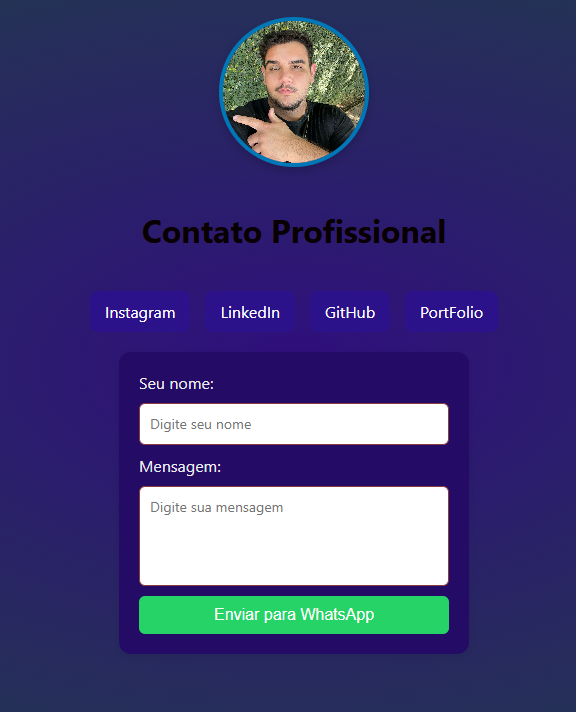 Contato Profissional
Instagram LinkedIn GitHub PortFolio
Seu nome:
Digite seu nome
Mensagem:
Digite sua mensagem
Enviar para WhatsApp